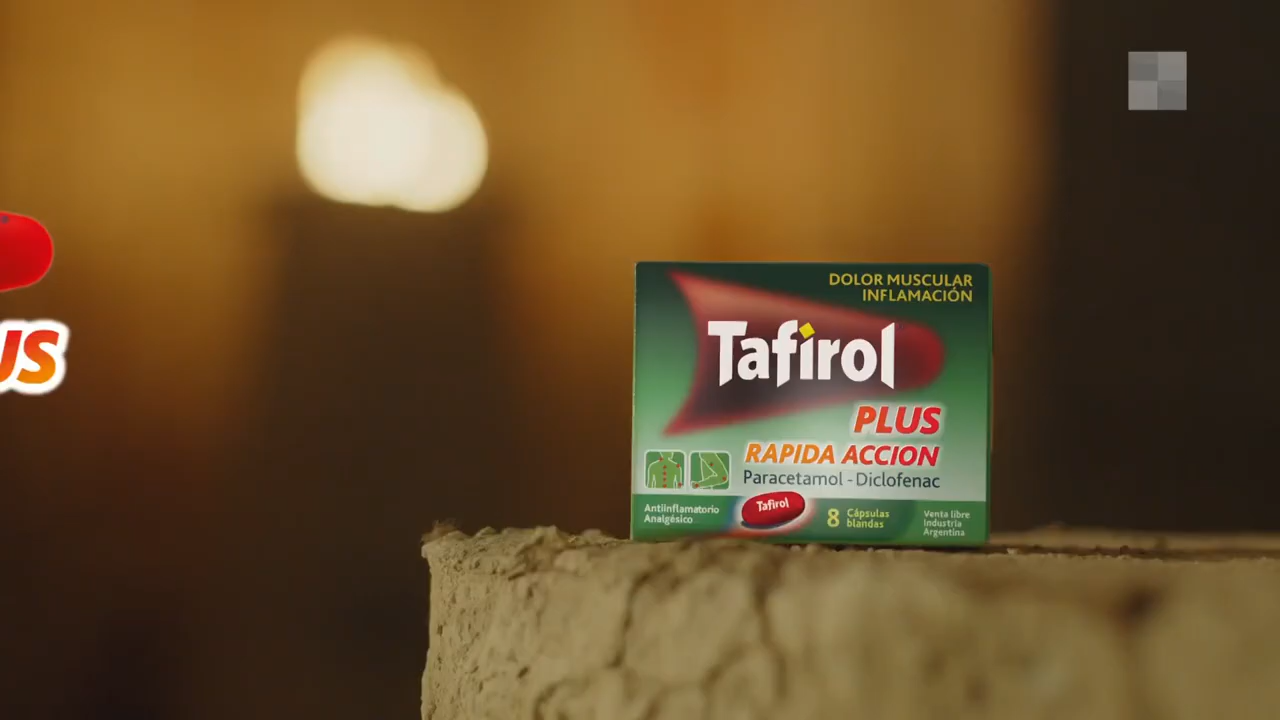 DOLOR MUSCULAR
INFLAMACIÓN
Tafirol
PLUS
RAPIDA ACCION
Paracetamol - Diclofenac
Antiinflamatorio
Analgésico
Tafirol
8 Cápsulas
blandas
Venta libre
Industria
Argentina
US